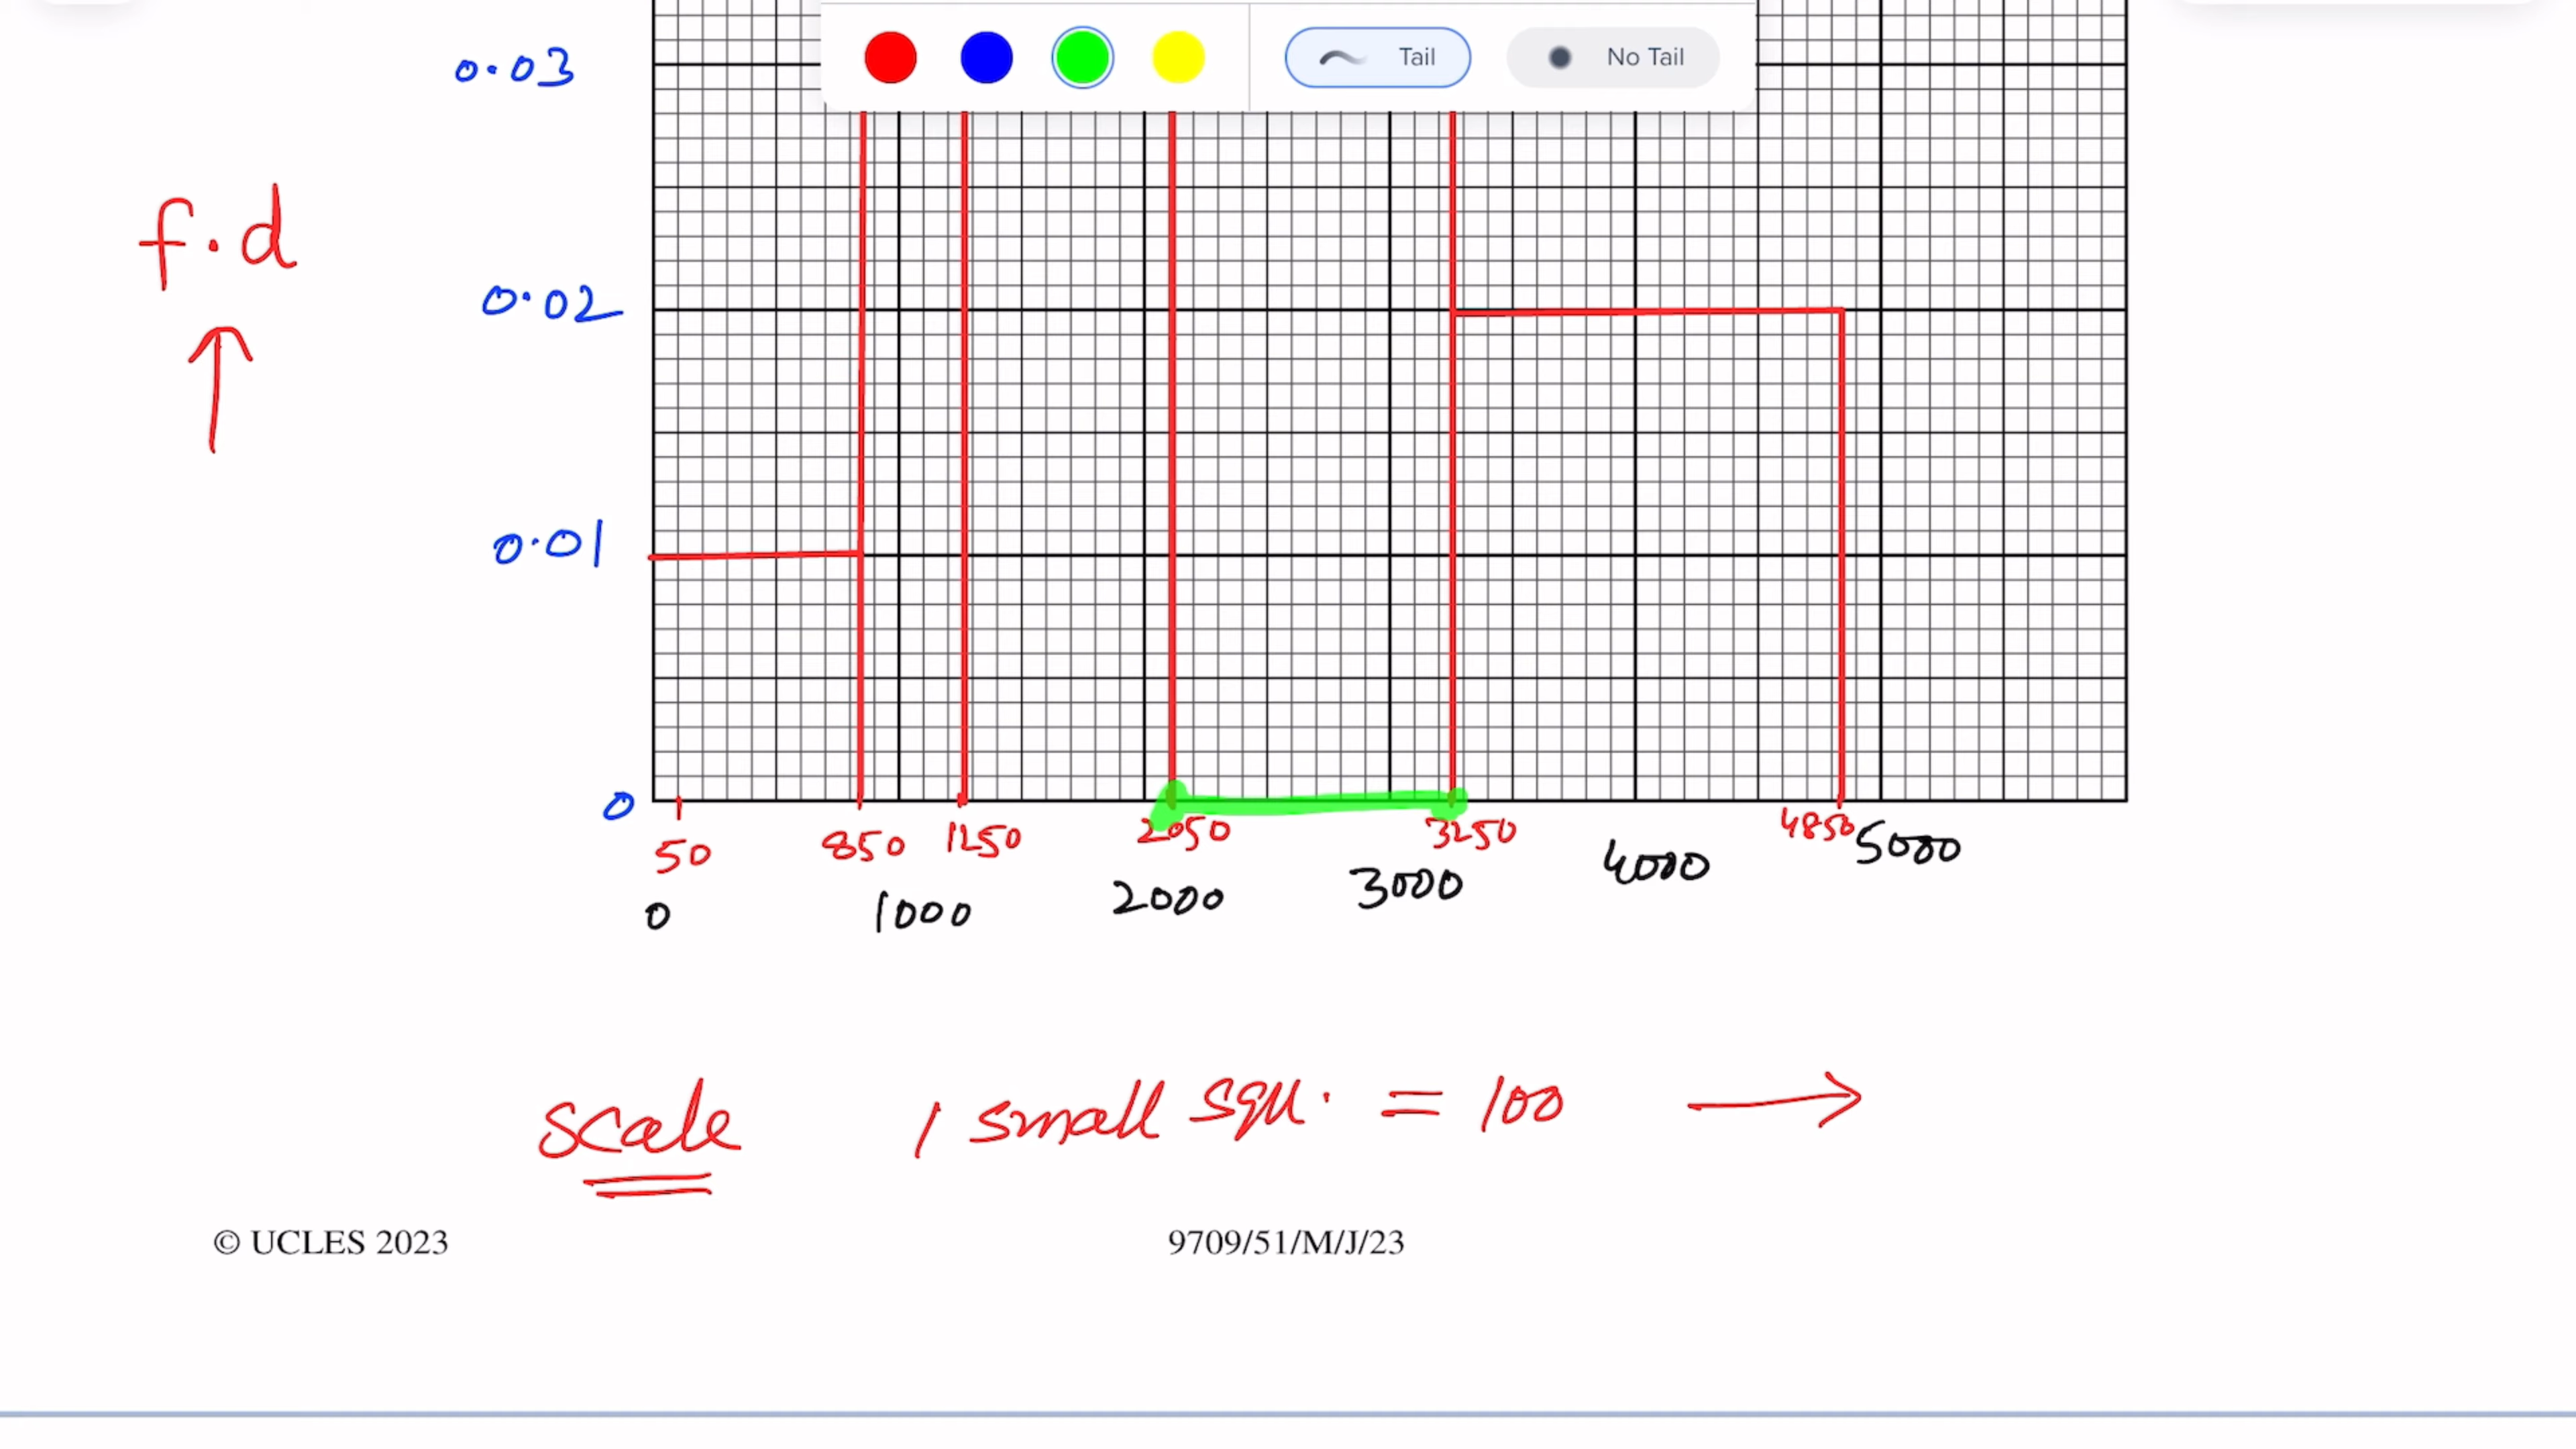 Tail No Tail
0.03
f.d
0.02
0.01
0
50 850 1250 2050 3250 4850 5000
0 1000 2000 3000 4000
scale 1 small squ. = 100
© UCLES 2023 9709/51/M/J/23